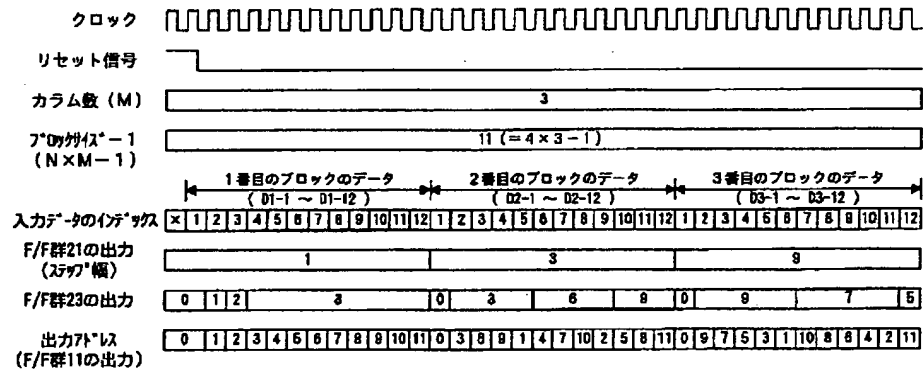 クロック
リセット信号
カラム数(M) 3
ブロックサイズ-1 11(=4×3-1)
(N×M-1)
1番目のブロックのデータ 2番目のブロックのデータ 3番目のブロックのデータ
(D1-1 ~ D1-12) (D2-1 ~ D2-12) (D3-1 ~ D3-12)
入力データのインデックス × 1 2 3 4 5 6 7 8 9 10 11 12 1 2 3 4 5 6 7 8 9 10 11 12 1 2 3 4 5 6 7 8 9 10 11 12
F/F群21の出力 1 3 9
(ステップ幅)
F/F群23の出力 0 1 2 3 0 3 6 9 0 9 7 5
出力アドレス 0 1 2 3 4 5 6 7 8 9 10 11 0 3 6 9 1 4 7 10 2 5 8 11 0 9 7 5 3 1 10 8 6 4 2 11
(F/F群11の出力)